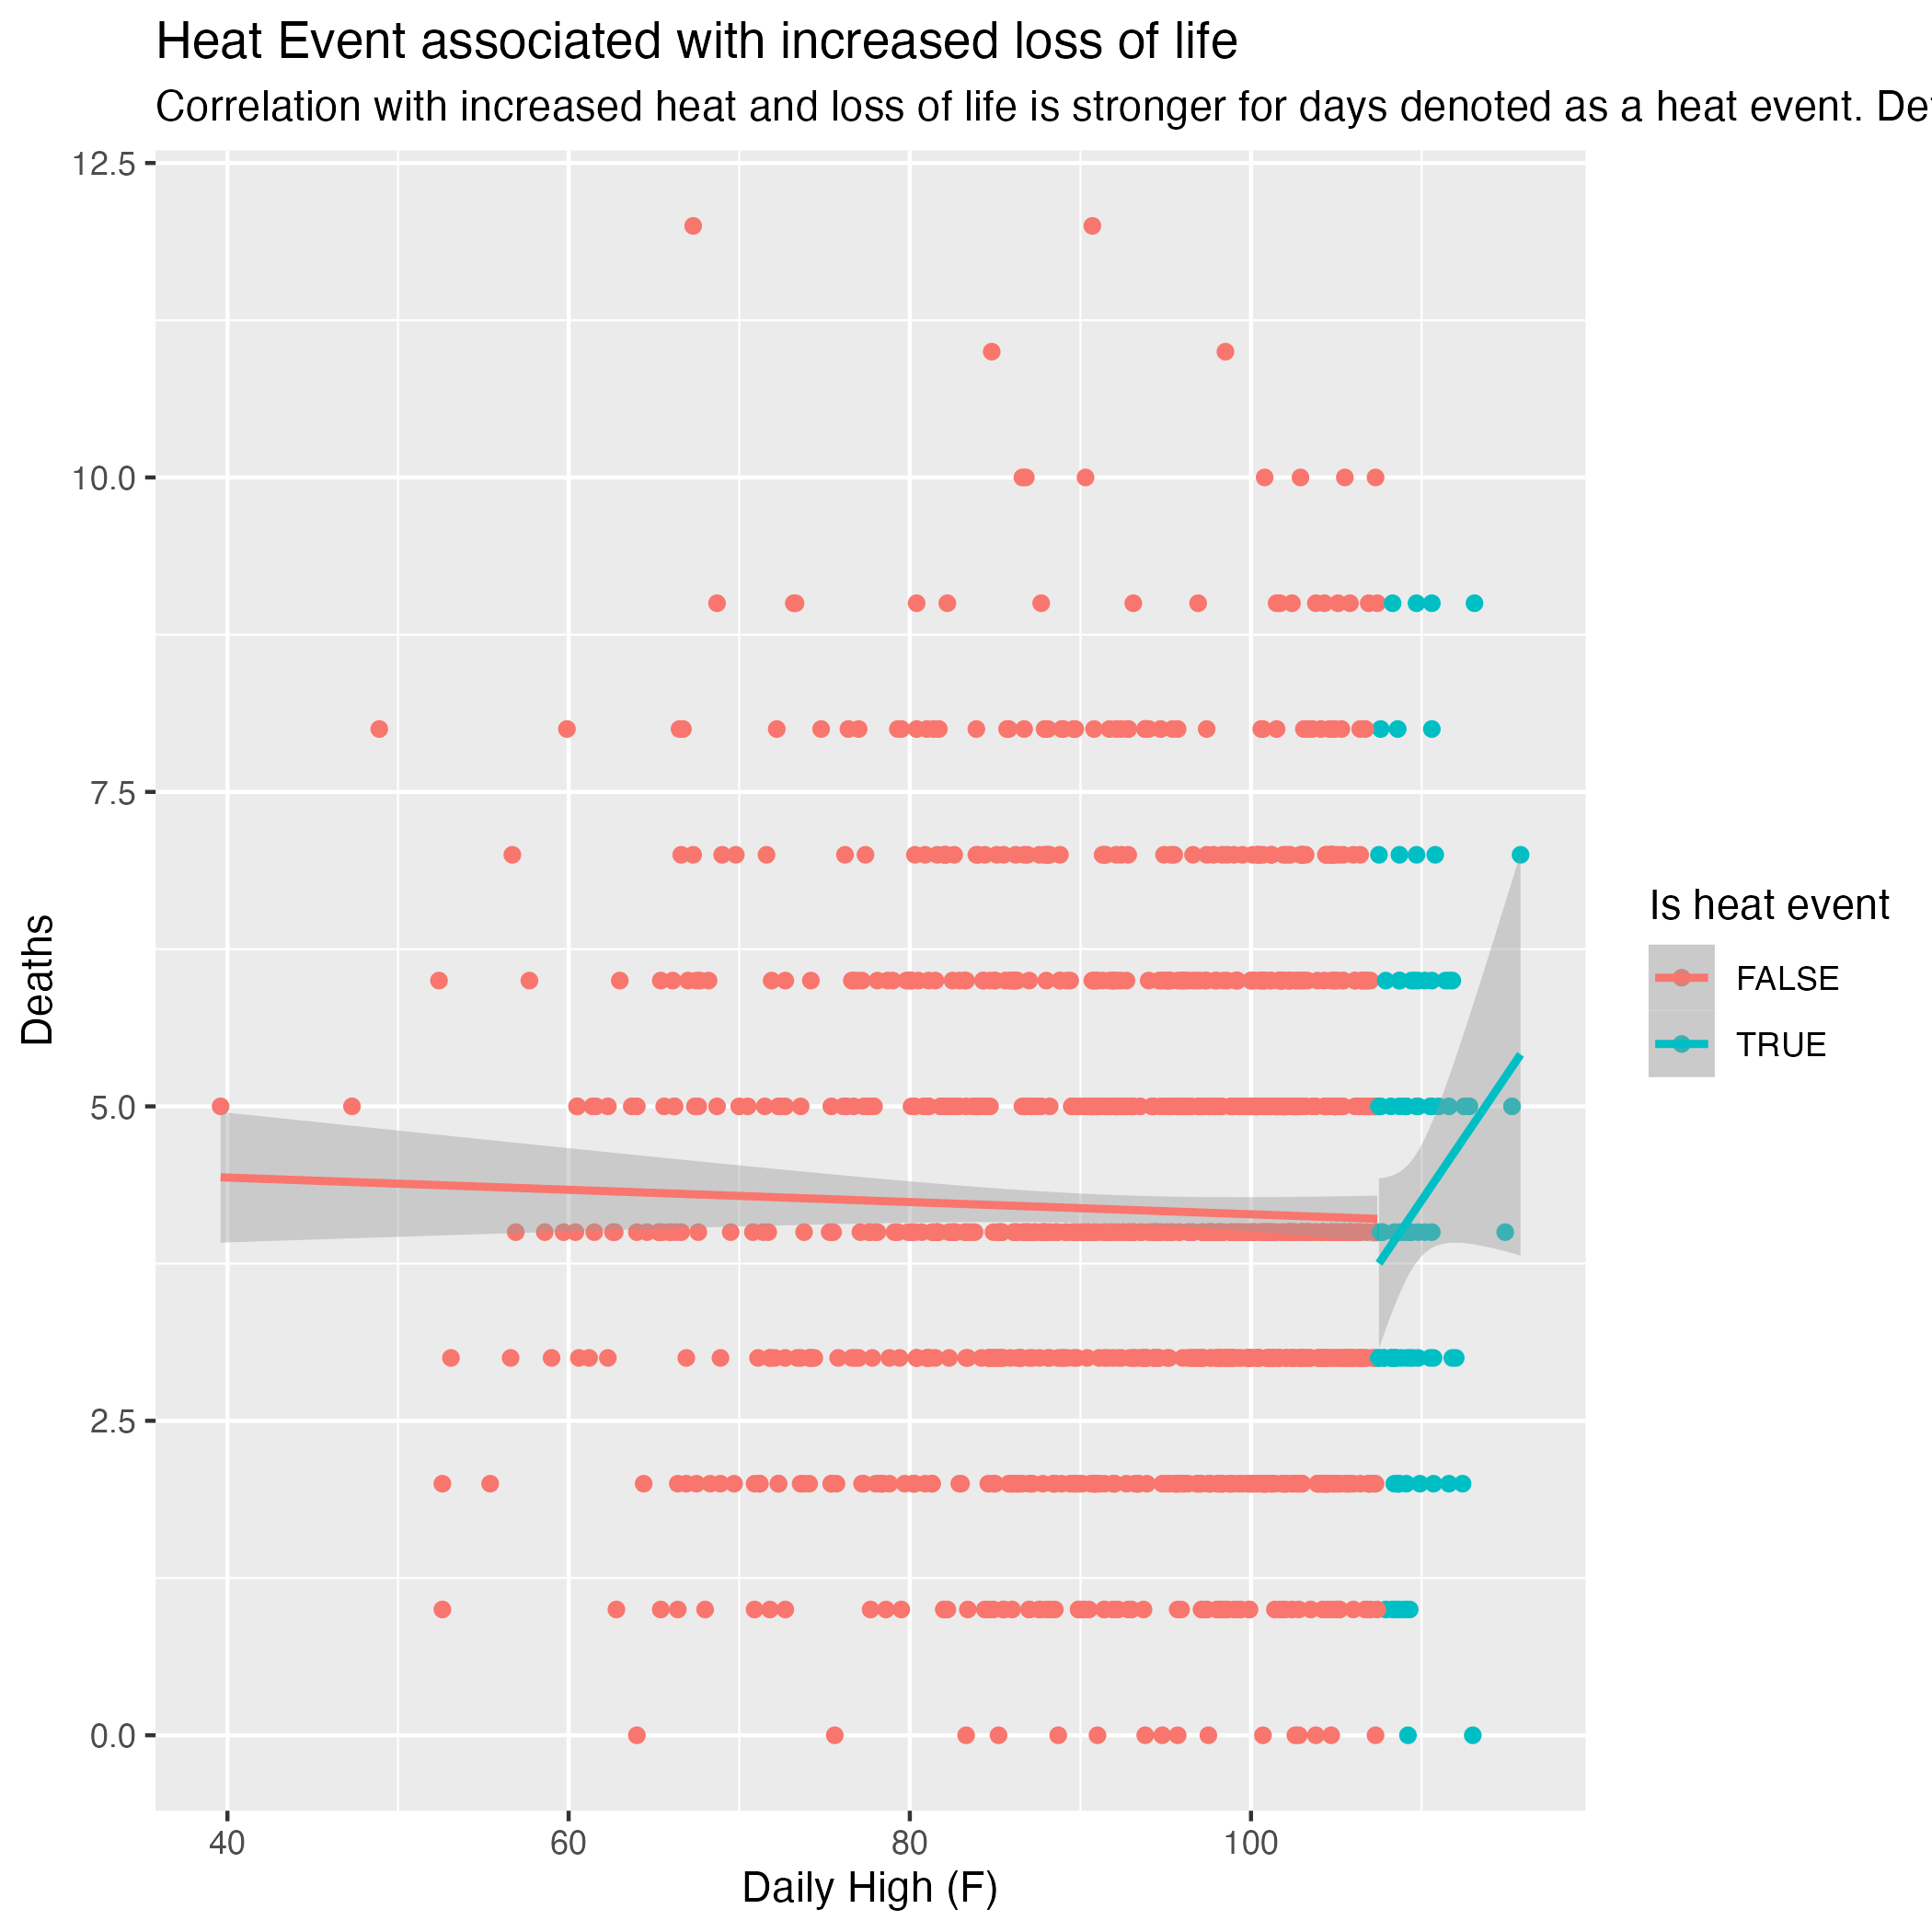 Heat Event associated with increased loss of life
Correlation with increased heat and loss of life is stronger for days denoted as a heat event.
12.5
10.0
7.5
5.0
2.5
0.0
Deaths
40 60 80 100
Daily High (F)
Is heat event
FALSE
TRUE